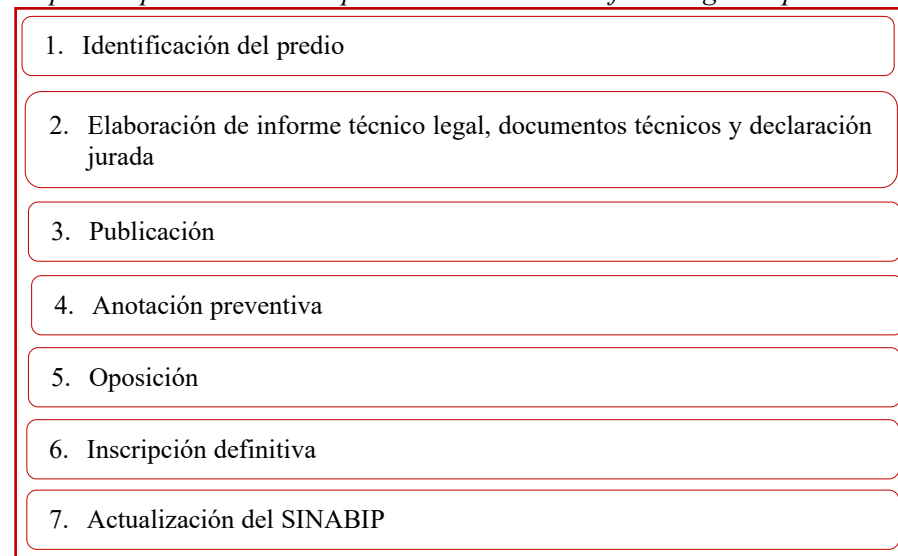 1. Identificación del predio
2. Elaboración de informe técnico legal, documentos técnicos y declaración
jurada
3. Publicación
4. Anotación preventiva
5. Oposición
6. Inscripción definitiva
7. Actualización del SINABIP